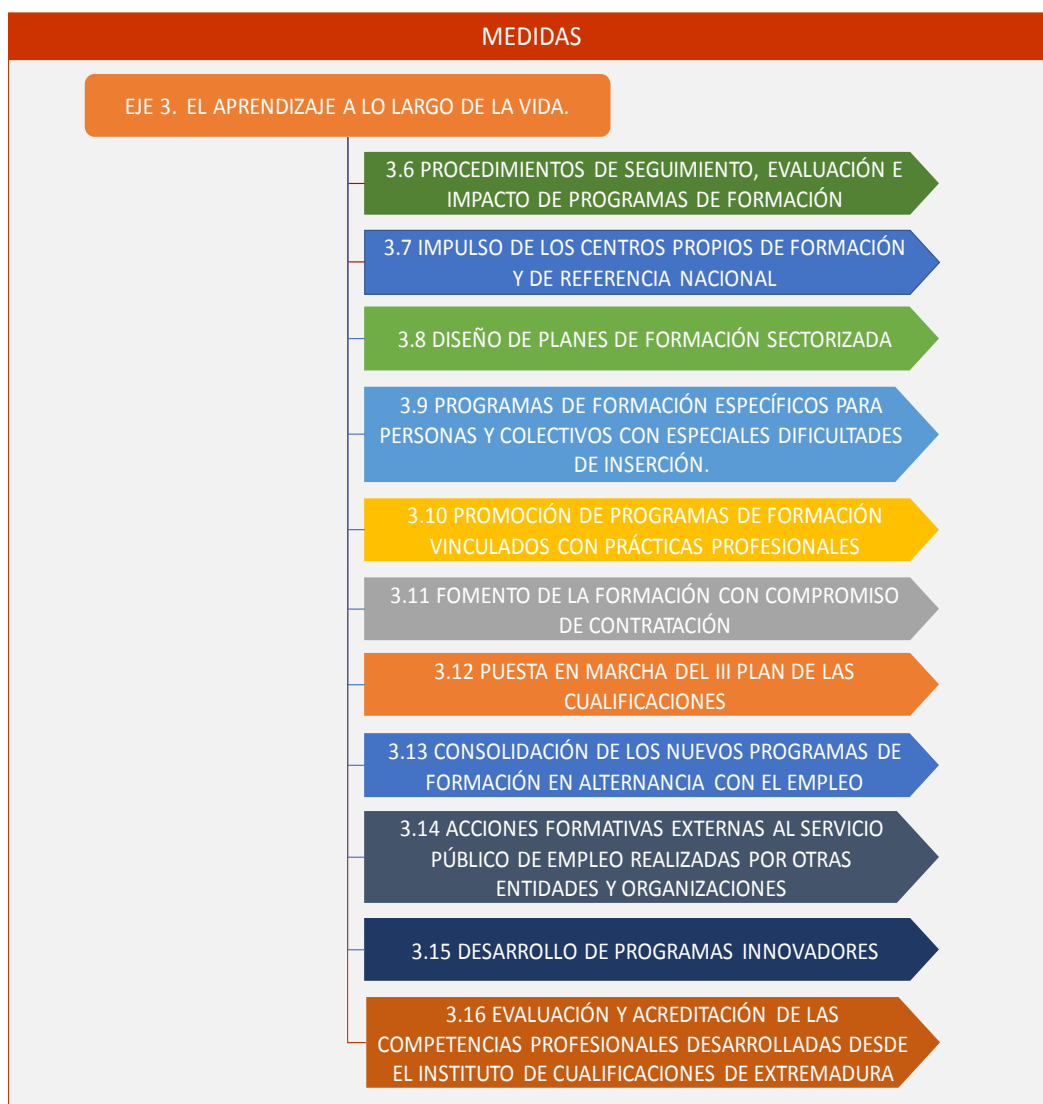 MEDIDAS
EJE 3. EL APRENDIZAJE A LO LARGO DE LA VIDA.
3.6 PROCEDIMIENTOS DE SEGUIMIENTO, EVALUACIÓN E
IMPACTO DE PROGRAMAS DE FORMACIÓN
3.7 IMPULSO DE LOS CENTROS PROPIOS DE FORMACIÓN
Y DE REFERENCIA NACIONAL
3.8 DISEÑO DE PLANES DE FORMACIÓN SECTORIZADA
3.9 PROGRAMAS DE FORMACIÓN ESPECÍFICOS PARA
PERSONAS Y COLECTIVOS CON ESPECIALES DIFICULTADES
DE INSERCIÓN.
3.10 PROMOCIÓN DE PROGRAMAS DE FORMACIÓN
VINCULADOS CON PRÁCTICAS PROFESIONALES
3.11 FOMENTO DE LA FORMACIÓN CON COMPROMISO
DE CONTRATACIÓN
3.12 PUESTA EN MARCHA DEL III PLAN DE LAS
CUALIFICACIONES
3.13 CONSOLIDACIÓN DE LOS NUEVOS PROGRAMAS DE
FORMACIÓN EN ALTERNANCIA CON EL EMPLEO
3.14 ACCIONES FORMATIVAS EXTERNAS AL SERVICIO
PÚBLICO DE EMPLEO REALIZADAS POR OTRAS
ENTIDADES Y ORGANIZACIONES
3.15 DESARROLLO DE PROGRAMAS INNOVADORES
3.16 EVALUACIÓN Y ACREDITACIÓN DE LAS
COMPETENCIAS PROFESIONALES DESARROLLADAS DESDE
EL INSTITUTO DE CUALIFICACIONES DE EXTREMADURA